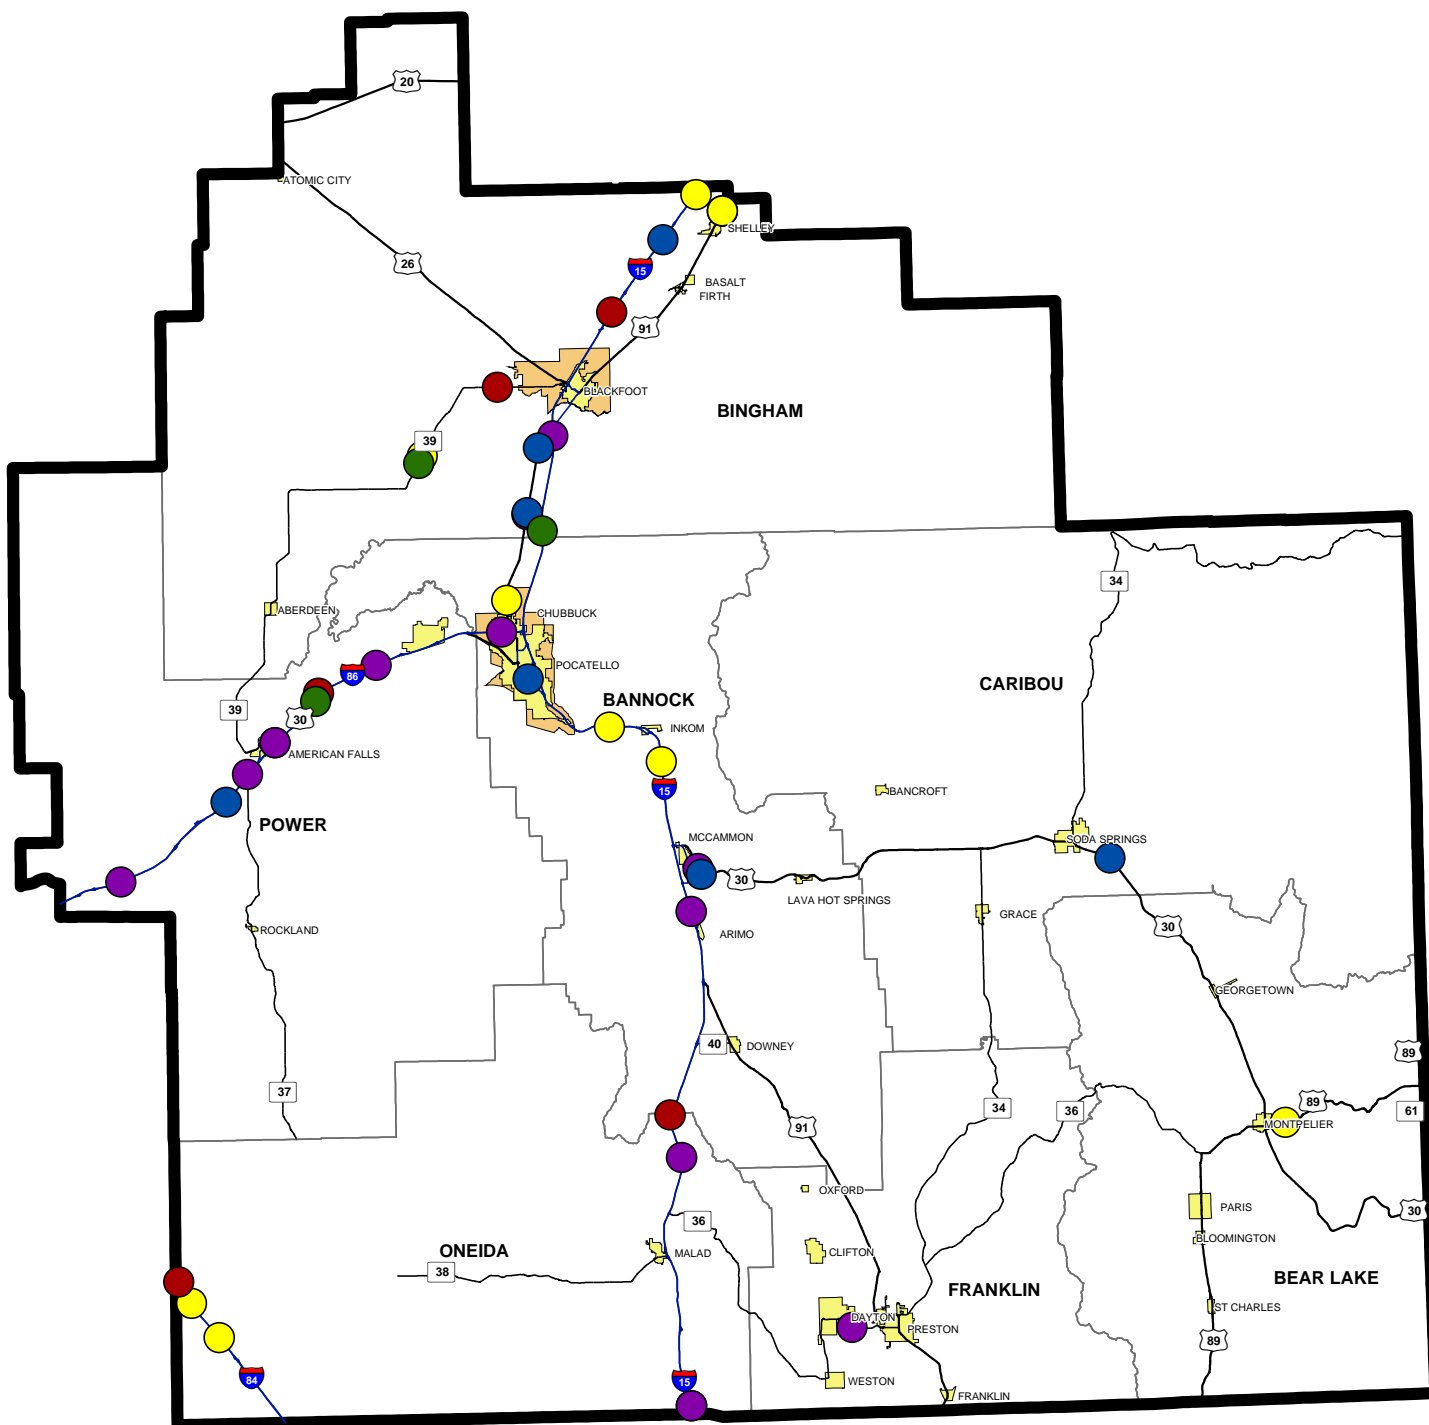 20
ATOMIC CITY
SHELLEY
26
15
BASALT
FIRTH
91
BLACKFOOT
BINGHAM
39
34
ABERDEEN
CHUBBUCK
POCATELLO
86
CARIBOU
BANNOCK
39
30
INKOM
AMERICAN FALLS
15
BANCROFT
POWER
MCCAMMON
SODA SPRINGS
30
LAVA HOT SPRINGS
GRACE
30
ROCKLAND
ARIMO
GEORGETOWN
40
DOWNEY
89
37
34
36
89
61
91
MONTPELIER
OXFORD
PARIS
30
36
BLOOMINGTON
ONEIDA
MALAD
CLIFTON
38
BEAR LAKE
FRANKLIN
ST CHARLES
DAYTON
PRESTON
89
84
15
WESTON
FRANKLIN